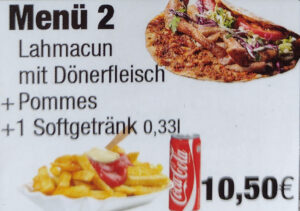 Menü 2
Lahmacun
mit Dönerfleisch
+Pommes
+1 Softgetränk 0,33l
Coca-Cola
10,50€